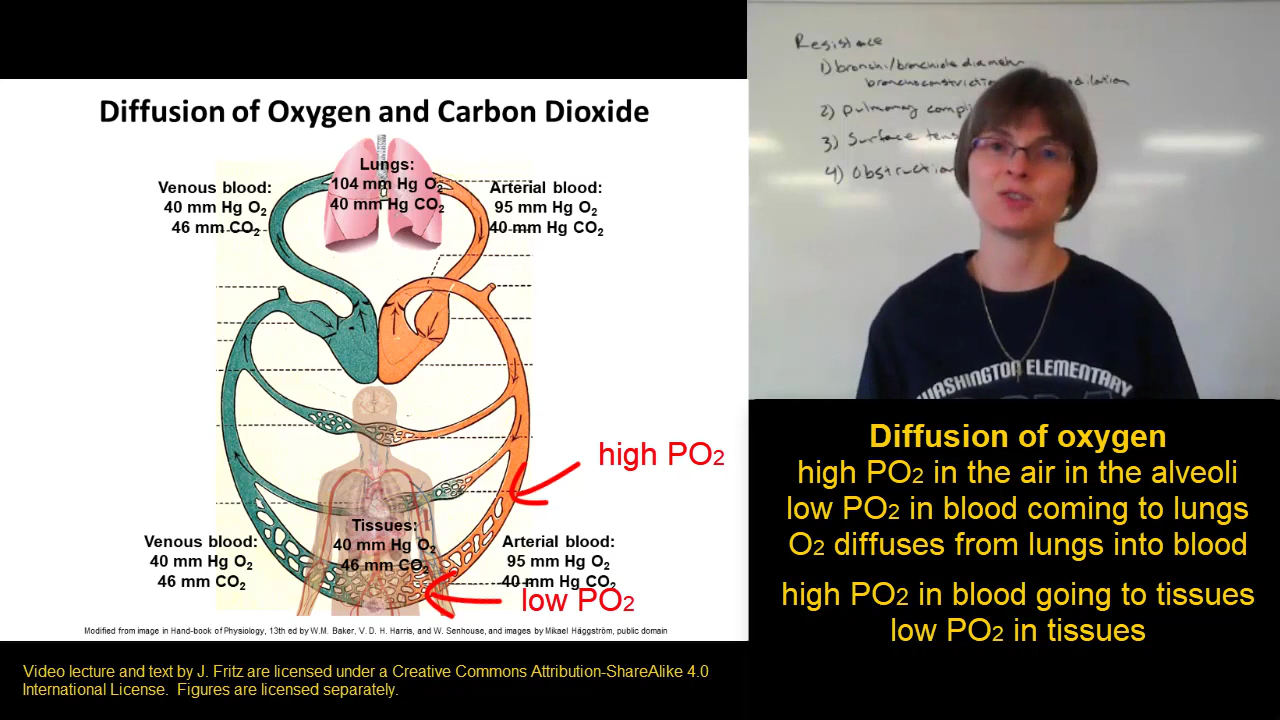 Diffusion of Oxygen and Carbon Dioxide
Lungs:
104 mm Hg O₂
40 mm Hg CO₂
Venous blood:
40 mm Hg O₂
46 mm CO₂
Arterial blood:
95 mm Hg O₂
40 mm Hg CO₂
high PO₂
Tissues:
40 mm Hg O₂
46 mm CO₂
Venous blood:
40 mm Hg O₂
46 mm CO₂
Arterial blood:
95 mm Hg O₂
40 mm Hg CO₂
low PO₂
Modified from image in Hand-book of Physiology, 13th ed by W.M. Baker, V. D. H. Harris, and W. Senhouse, and images by Mikael Häggström, public domain
Video lecture and text by J. Fritz are licensed under a Creative Commons Attribution-ShareAlike 4.0
International License. Figures are licensed separately.
Resistance
1) bronchi/bronchiole
2) Pulmonary
3) Surface
4) Obstruction
WASHINGTON ELEMENTARY
Diffusion of oxygen
high PO₂ in the air in the alveoli
low PO₂ in blood coming to lungs
O₂ diffuses from lungs into blood
high PO₂ in blood going to tissues
low PO₂ in tissues